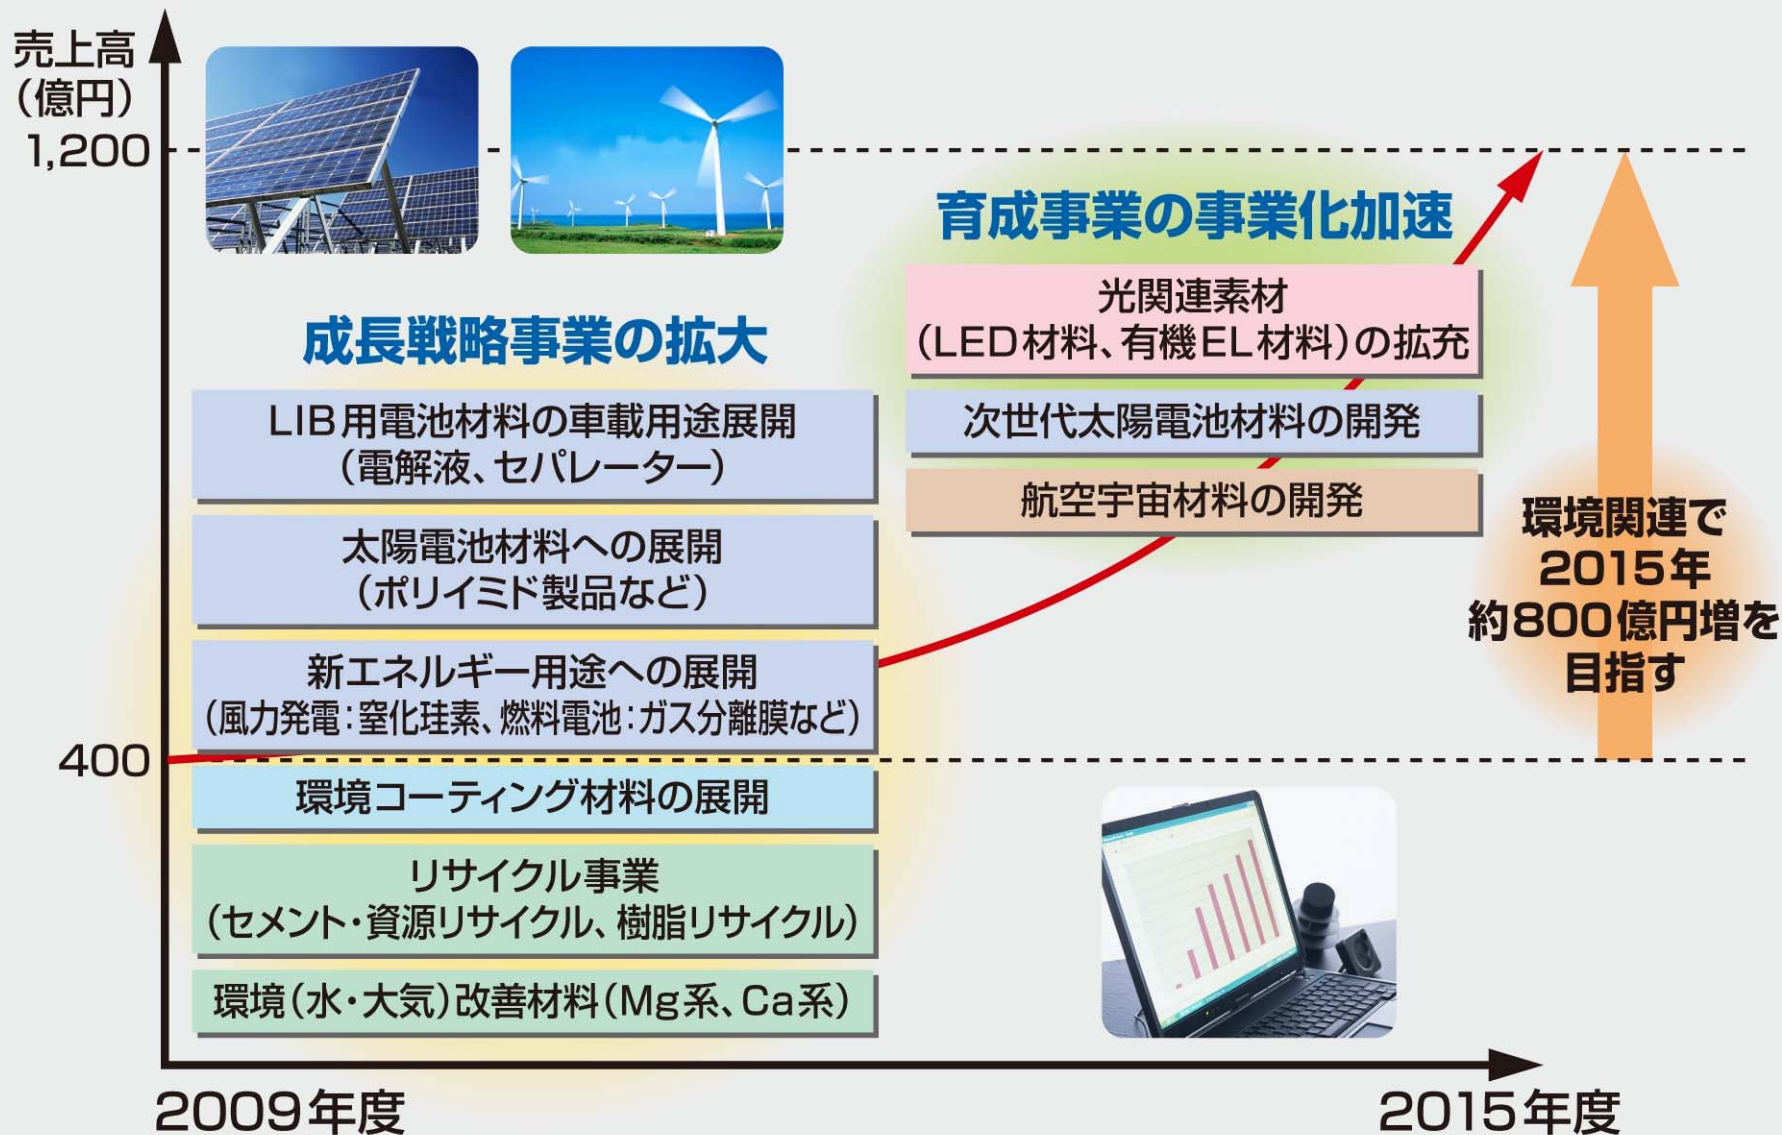 売上高
(億円)
1,200
400
成長戦略事業の拡大
LIB用電池材料の車載用途展開
(電解液、セパレーター)
太陽電池材料への展開
(ポリイミド製品など)
新エネルギー用途への展開
(風力発電：窒化珪素、燃料電池：ガス分離膜など)
環境コーティング材料の展開
リサイクル事業
(セメント・資源リサイクル、樹脂リサイクル)
環境(水・大気)改善材料(Mg系、Ca系)
育成事業の事業化加速
光関連素材
(LED材料、有機EL材料)の拡充
次世代太陽電池材料の開発
航空宇宙材料の開発
環境関連で
2015年
約800億円増を
目指す
2009年度
2015年度